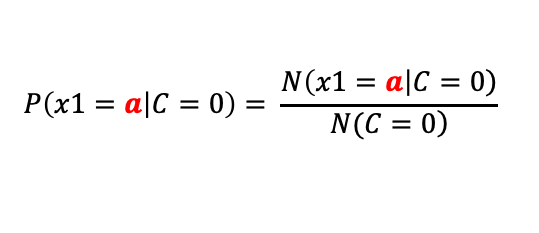 P(x1 = a|C = 0) = N(x1 = a|C = 0)
N(C = 0)